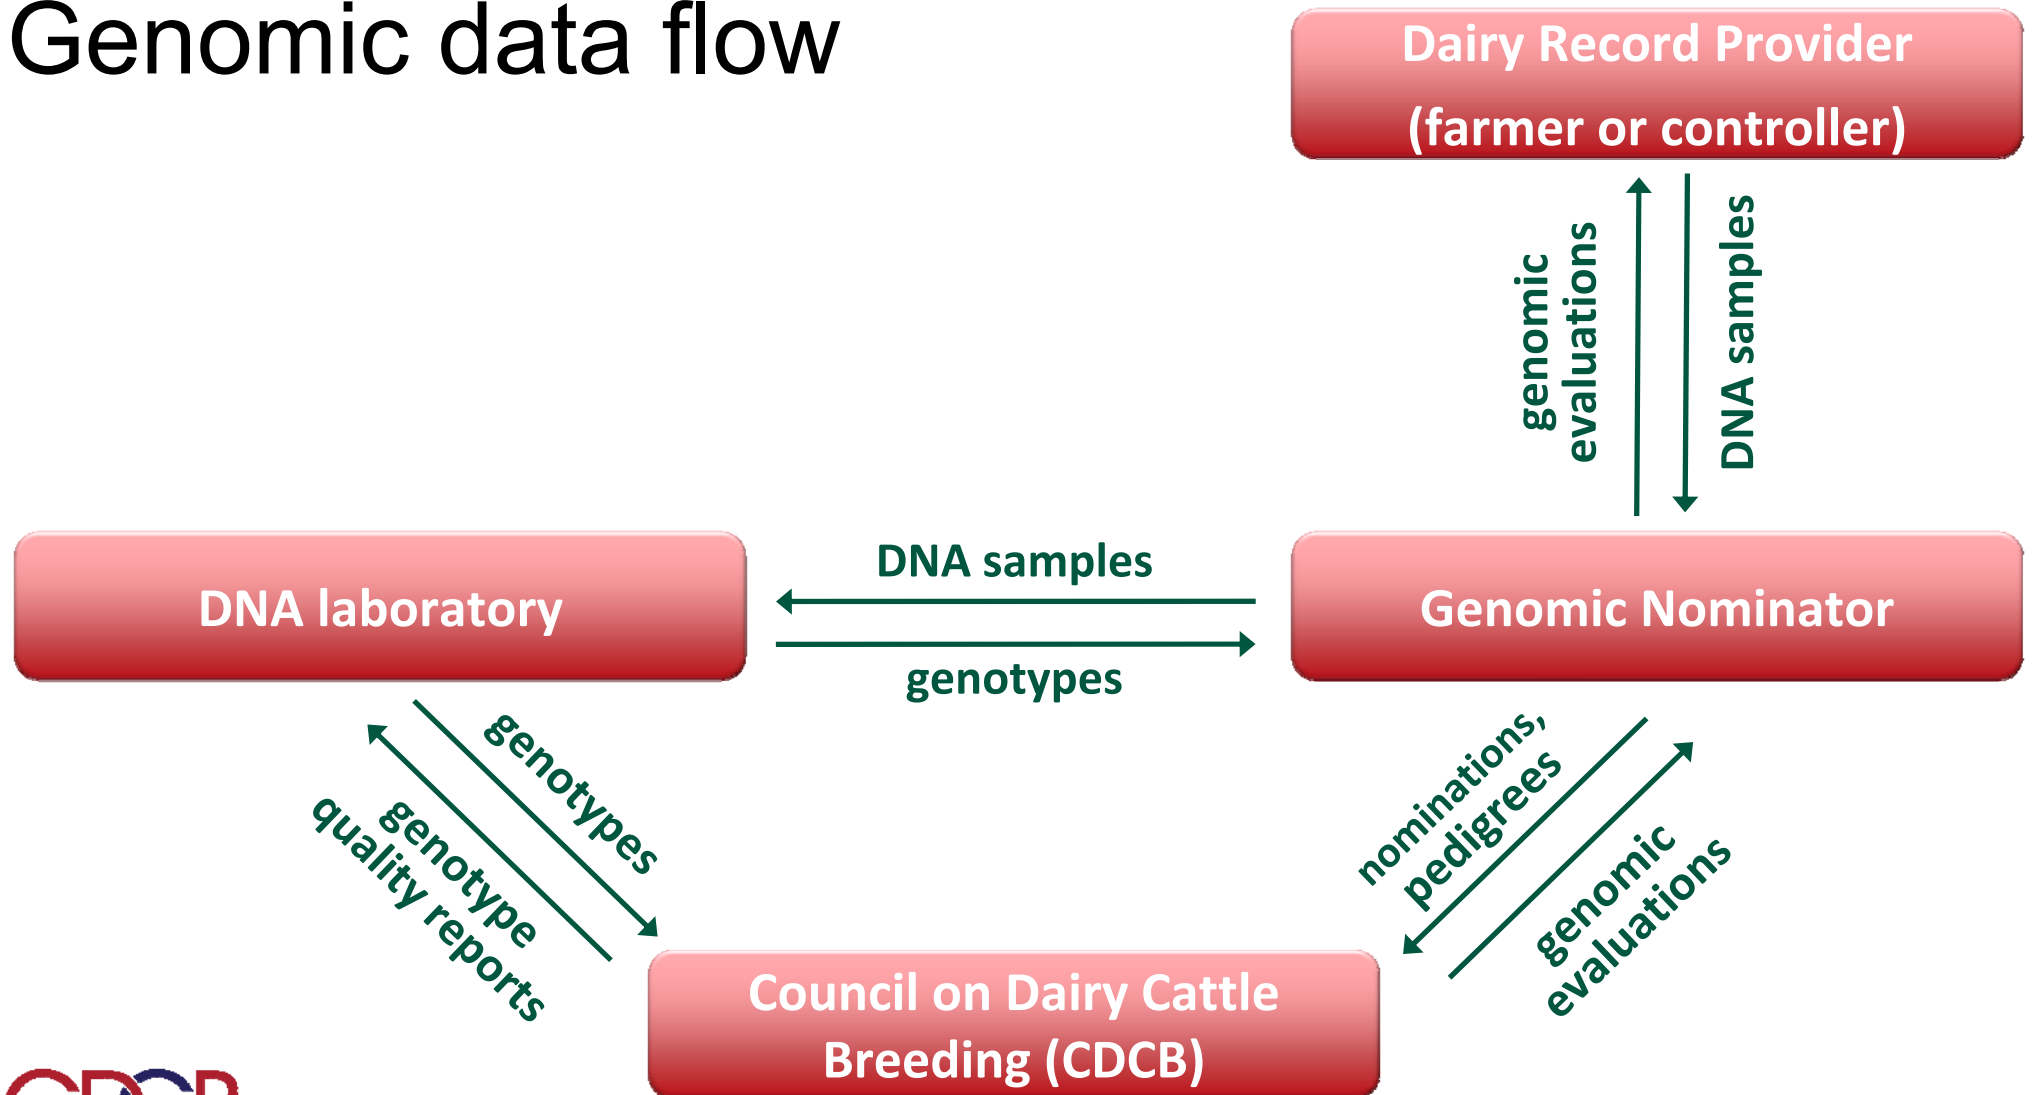 Genomic data flow
Dairy Record Provider
(farmer or controller)
genomic
evaluations
DNA samples
DNA laboratory
DNA samples
genotypes
Genomic Nominator
genotypes
genotype
quality reports
nominations,
pedigrees
genomic
evaluations
Council on Dairy Cattle
Breeding (CDCB)
CDCB